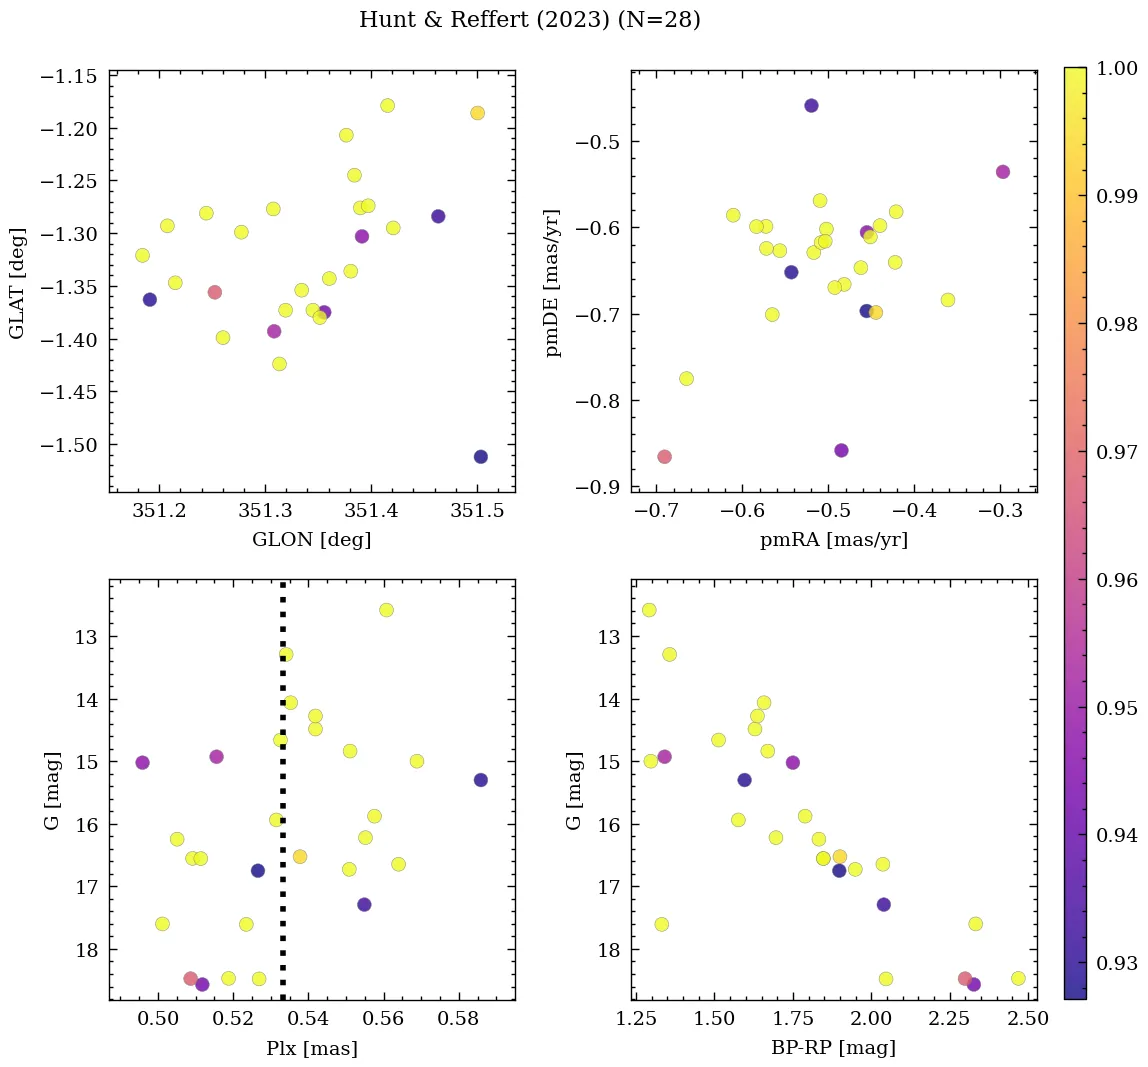 Hunt & Reffert (2023) (N=28)
−1.15
−1.20
−1.25
−1.30
−1.35
−1.40
−1.45
−1.50
GLAT [deg]
351.2 351.3 351.4 351.5
GLON [deg]
−0.5
−0.6
−0.7
−0.8
−0.9
pmDE [mas/yr]
−0.7 −0.6 −0.5 −0.4 −0.3
pmRA [mas/yr]
13
14
15
16
17
18
G [mag]
0.50 0.52 0.54 0.56 0.58
Plx [mas]
13
14
15
16
17
18
G [mag]
1.25 1.50 1.75 2.00 2.25 2.50
BP-RP [mag]
1.00
0.99
0.98
0.97
0.96
0.95
0.94
0.93